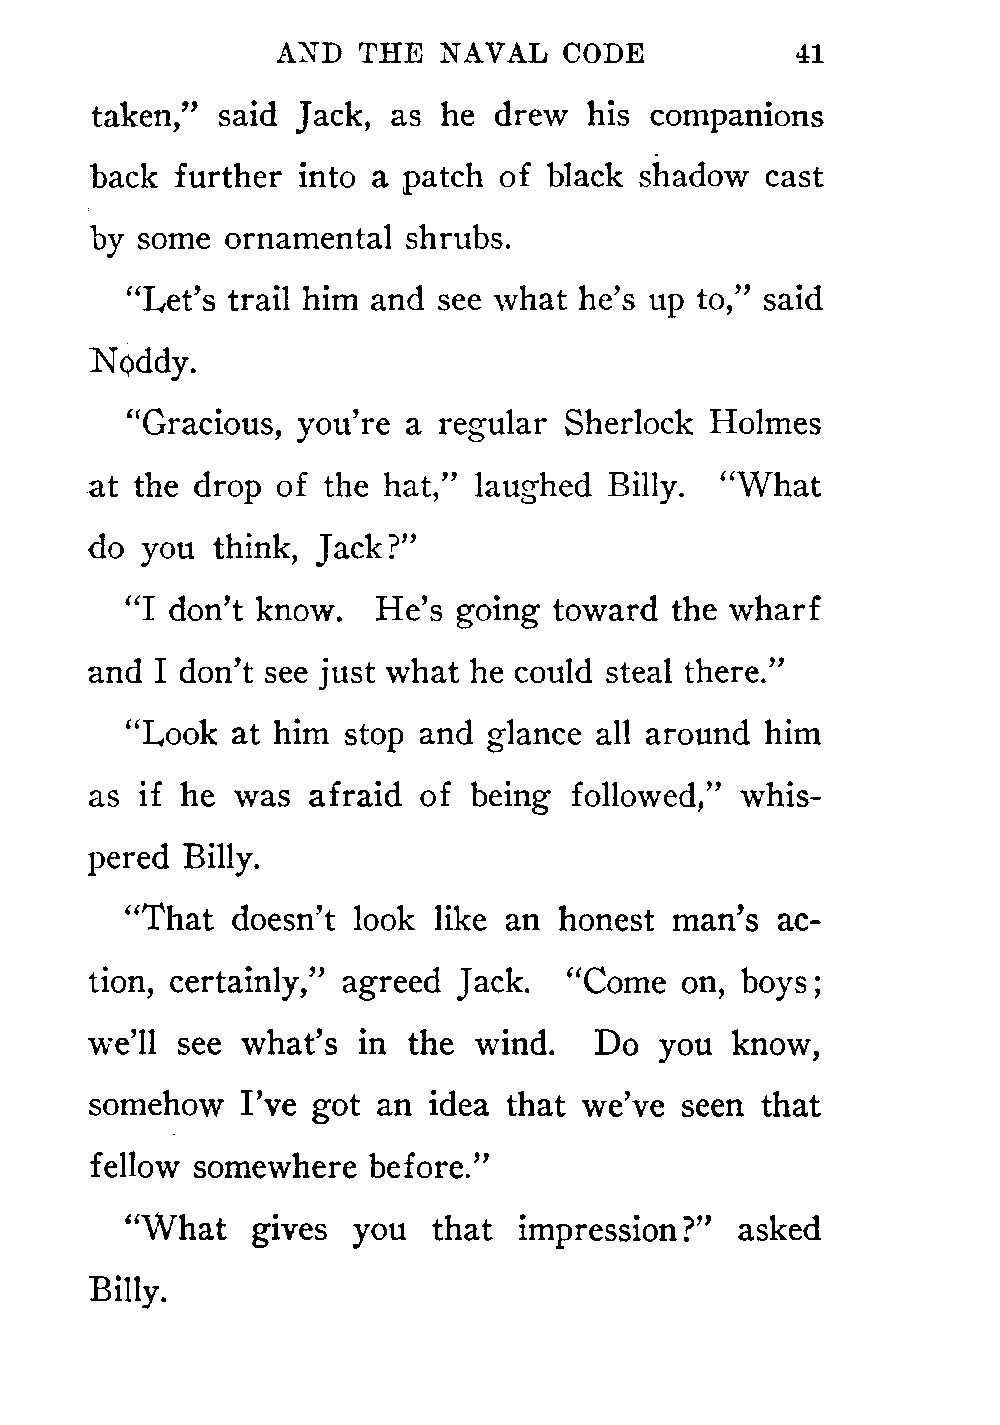 AND THE NAVAL CODE 41
taken,” said Jack, as he drew his companions
back further into a patch of black shadow cast
by some ornamental shrubs.
“Let’s trail him and see what he’s up to,” said
Noddy.
“Gracious, you’re a regular Sherlock Holmes
at the drop of the hat,” laughed Billy. “What
do you think, Jack?”
“I don’t know. He’s going toward the wharf
and I don’t see just what he could steal there.”
“Look at him stop and glance all around him
as if he was afraid of being followed,” whis-
pered Billy.
“That doesn’t look like an honest man’s ac-
tion, certainly,” agreed Jack. “Come on, boys;
we’ll see what’s in the wind. Do you know,
somehow I’ve got an idea that we’ve seen that
fellow somewhere before.”
“What gives you that impression?” asked
Billy.